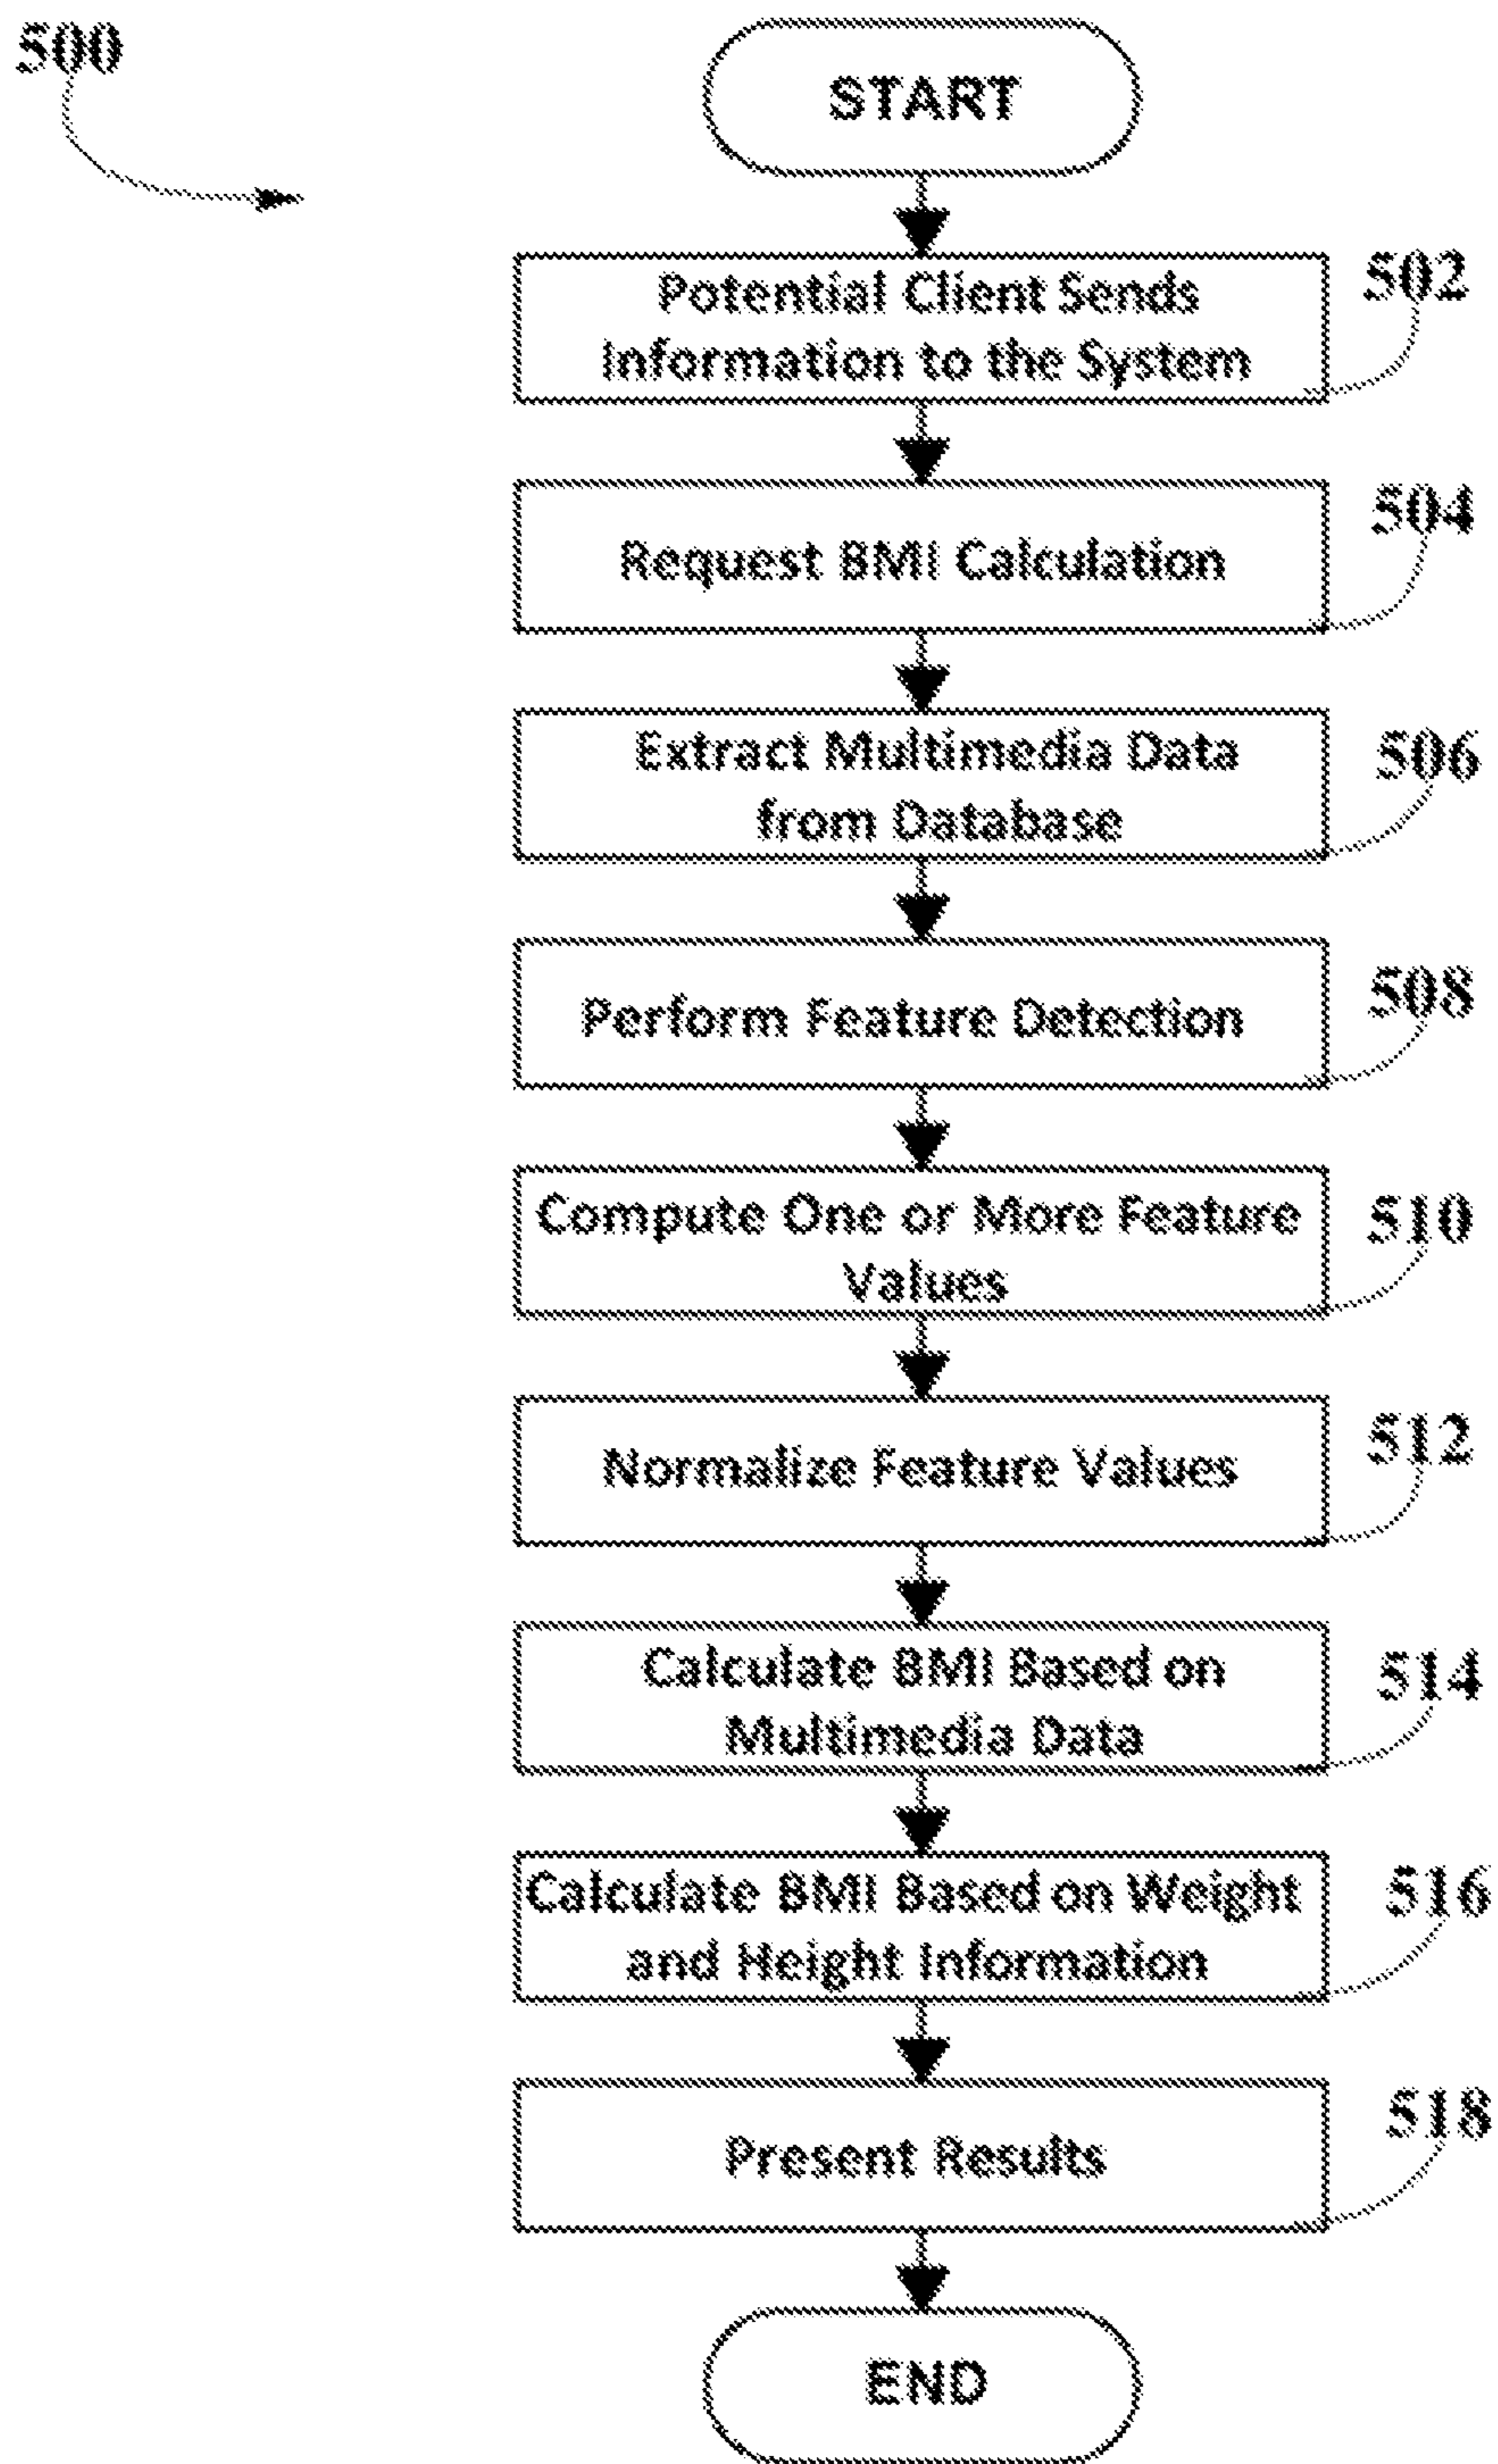 500
START
Potential Client Sends
Information to the System
502
Request BMI Calculation
504
Extract Multimedia Data
from Database
506
Perform Feature Detection
508
Compute One or More Feature
Values
510
Normalize Feature Values
512
Calculate BMI Based on
Multimedia Data
514
Calculate BMI Based on Weight
and Height Information
516
Present Results
518
END